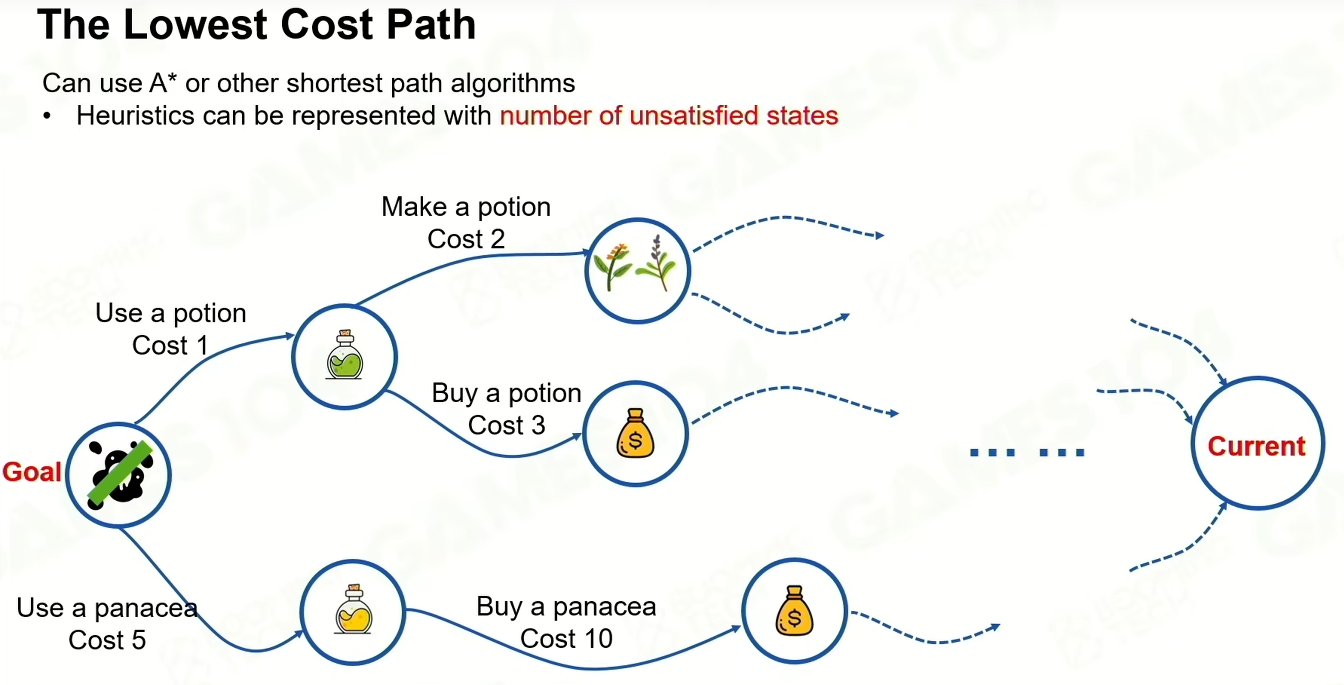 The Lowest Cost Path
Can use A* or other shortest path algorithms
• Heuristics can be represented with number of unsatisfied states
Make a potion
Cost 2
Use a potion
Cost 1
Buy a potion
Cost 3
$
Goal
Current
Use a panacea
Cost 5
Buy a panacea
Cost 10
$
GAMES 104